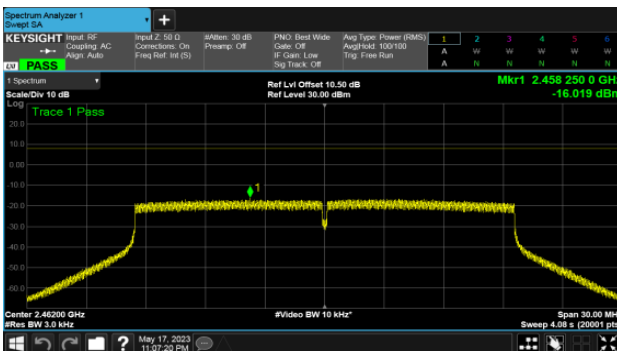 Spectrum Analyzer 1
Swept SA
KEYSIGHT Input: RF Input Z: 50 Ω #Atten: 30 dB PNO: Best Wide Avg Type: Power (RMS) 1 2 3 4 5 6
Coupling: AC Corrections: On Preamp: Off Gate: Off Avg|Hold: 100/100 A W W W W W
Align: Auto Freq Ref: Int (S) IF Gain: Low Trig: Free Run
LXI PASS Sig Track: Off A N N N N N
1 Spectrum Ref Lvl Offset 10.50 dB Mkr1 2.458 250 0 GHz
Scale/Div 10 dB Ref Level 30.00 dBm -16.019 dBm
Log Trace 1 Pass
20.0
10.0
0.00
-10.0
1
-20.0
-30.0
-40.0
-50.0
-60.0
Center 2.46200 GHz #Video BW 10 kHz* Span 30.00 MH
#Res BW 3.0 kHz Sweep 4.08 s (20001 pts
? May 17, 2023
11:07:20 PM